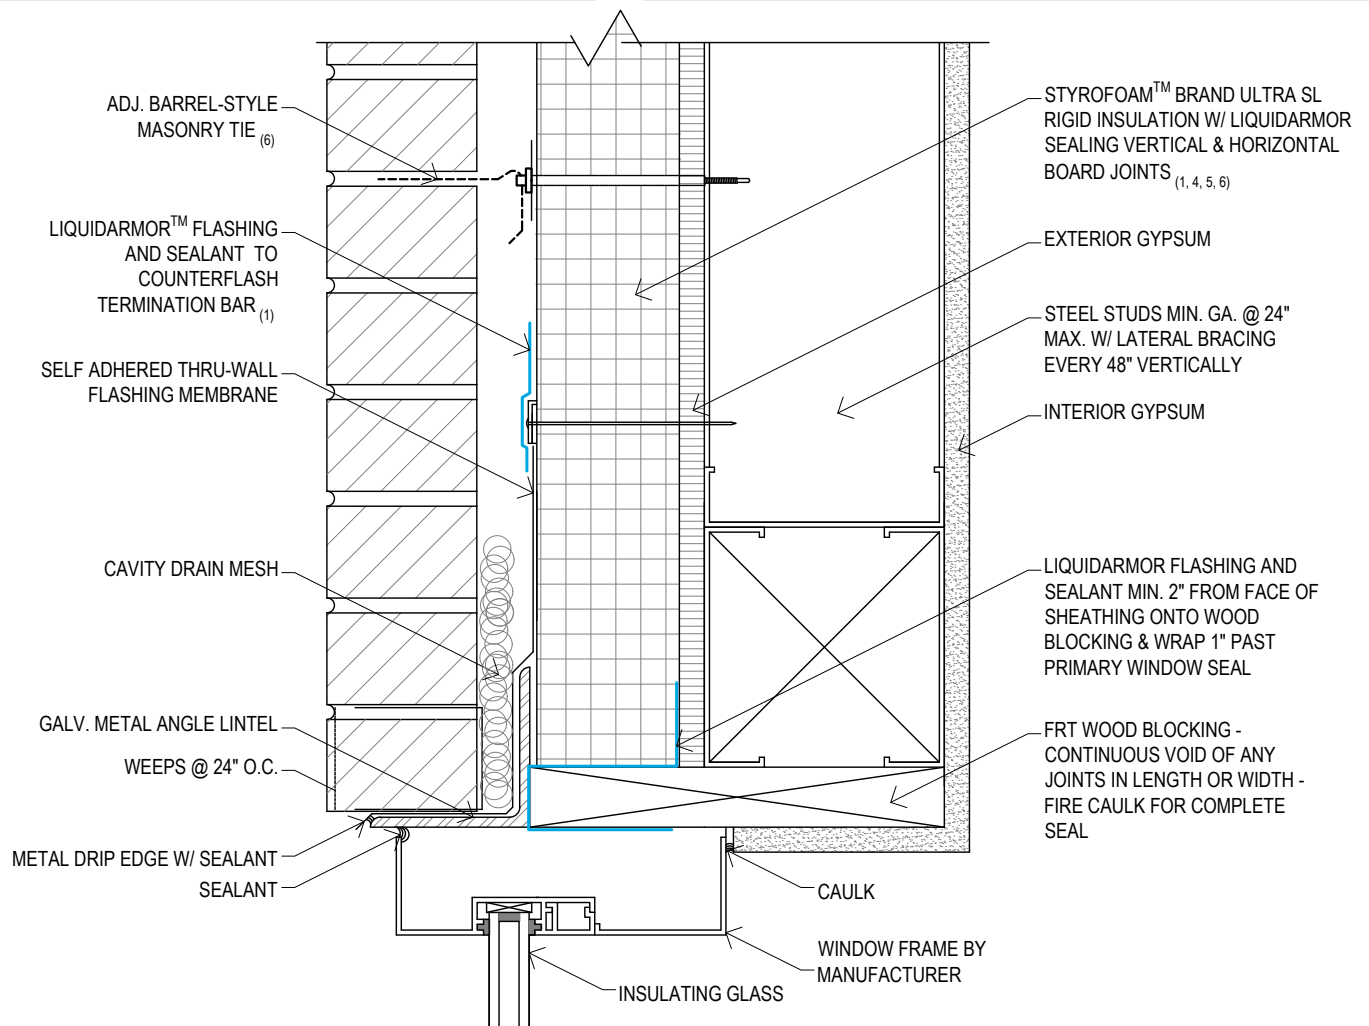 ADJ. BARREL-STYLE
MASONRY TIE (6)
LIQUIDARMOR™ FLASHING
AND SEALANT TO
COUNTERFLASH
TERMINATION BAR (1)
SELF ADHERED THRU-WALL
FLASHING MEMBRANE
CAVITY DRAIN MESH
GALV. METAL ANGLE LINTEL
WEEPS @ 24" O.C.
METAL DRIP EDGE W/ SEALANT
SEALANT
STYROFOAM™ BRAND ULTRA SL
RIGID INSULATION W/ LIQUIDARMOR
SEALING VERTICAL & HORIZONTAL
BOARD JOINTS (1, 4, 5, 6)
EXTERIOR GYPSUM
STEEL STUDS MIN. GA. @ 24"
MAX. W/ LATERAL BRACING
EVERY 48" VERTICALLY
INTERIOR GYPSUM
LIQUIDARMOR FLASHING AND
SEALANT MIN. 2" FROM FACE OF
SHEATHING ONTO WOOD
BLOCKING & WRAP 1" PAST
PRIMARY WINDOW SEAL
FRT WOOD BLOCKING -
CONTINUOUS VOID OF ANY
JOINTS IN LENGTH OR WIDTH -
FIRE CAULK FOR COMPLETE
SEAL
CAULK
WINDOW FRAME BY
MANUFACTURER
INSULATING GLASS